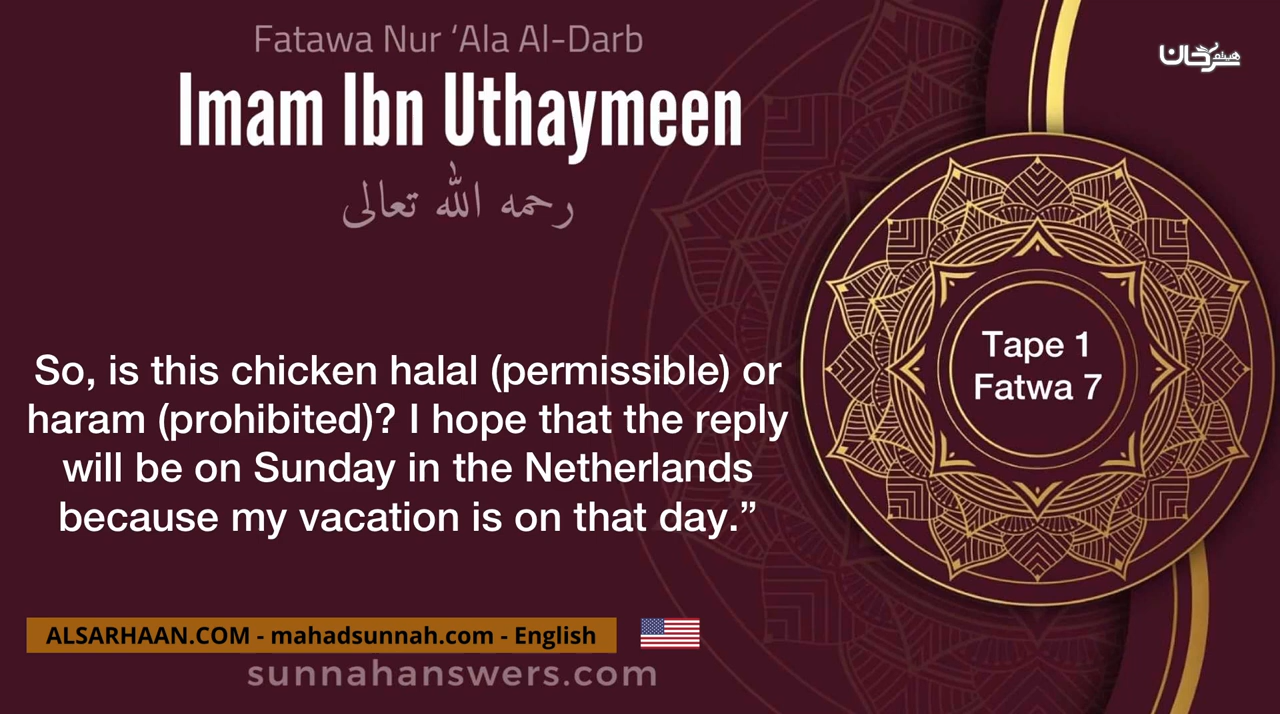 Fatawa Nur ‘Ala Al-Darb
Imam Ibn Uthaymeen
رحمه الله تعالى
هيثم سرحان
So, is this chicken halal (permissible) or
haram (prohibited)? I hope that the reply
will be on Sunday in the Netherlands
because my vacation is on that day.”
Tape 1
Fatwa 7
ALSARHAAN.COM - mahadsunnah.com - English
sunnahanswers.com